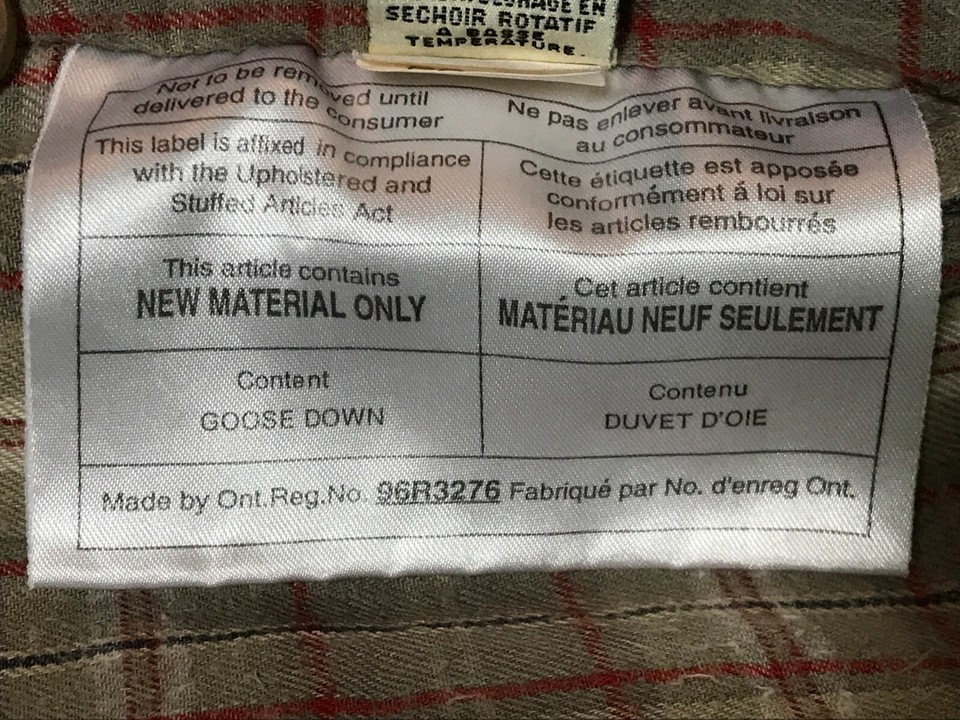 SECHOIR ROTATIF
A BASSE
TEMPERATURE.
Not to be removed until
delivered to the consumer
Ne pas enlever avant livraison
au consommateur
This label is affixed in compliance
with the Upholstered and
Stuffed Articles Act
Cette étiquette est apposée
conformément á loi sur
les articles rembourrés
This article contains
NEW MATERIAL ONLY
Cet article contient
MATÉRIAU NEUF SEULEMENT
Content
GOOSE DOWN
Contenu
DUVET D'OIE
Made by Ont.Reg.No. 96R3276 Fabriqué par No. d'enreg Ont.